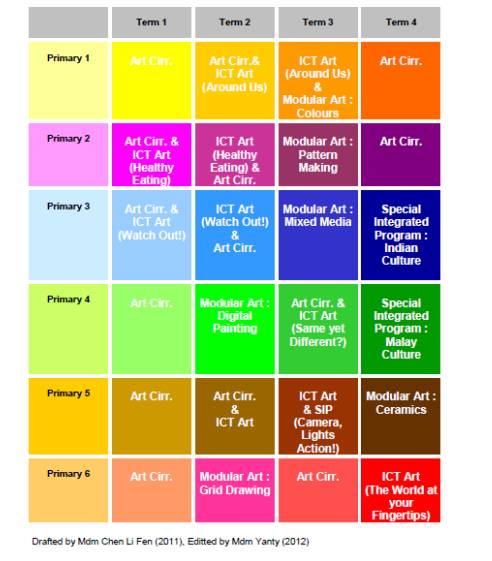 Term 1 Term 2 Term 3 Term 4
Primary 1
Art Cirr.
Art Cirr.&
ICT Art
(Around Us)
ICT Art
(Around Us)
&
Modular Art :
Colours
Art Cirr.
Primary 2
Art Cirr. &
ICT Art
(Healthy
Eating)
ICT Art
(Healthy
Eating) &
Art Cirr.
Modular Art :
Pattern
Making
Art Cirr.
Primary 3
Art Cirr. &
ICT Art
(Watch Out!)
ICT Art
(Watch Out!)
&
Art Cirr.
Modular Art :
Mixed Media
Special
Integrated
Program :
Indian
Culture
Primary 4
Art Cirr.
Modular Art :
Digital
Painting
Art Cirr. &
ICT Art
(Same yet
Different?)
Special
Integrated
Program :
Malay
Culture
Primary 5
Art Cirr.
Art Cirr.
&
ICT Art
ICT Art
& SIP
(Camera,
Lights
Action!)
Modular Art :
Ceramics
Primary 6
Art Cirr.
Modular Art :
Grid Drawing
Art Cirr.
ICT Art
(The World at
your
Fingertips)
Drafted by Mdm Chen Li Fen (2011), Editted by Mdm Yanty (2012)